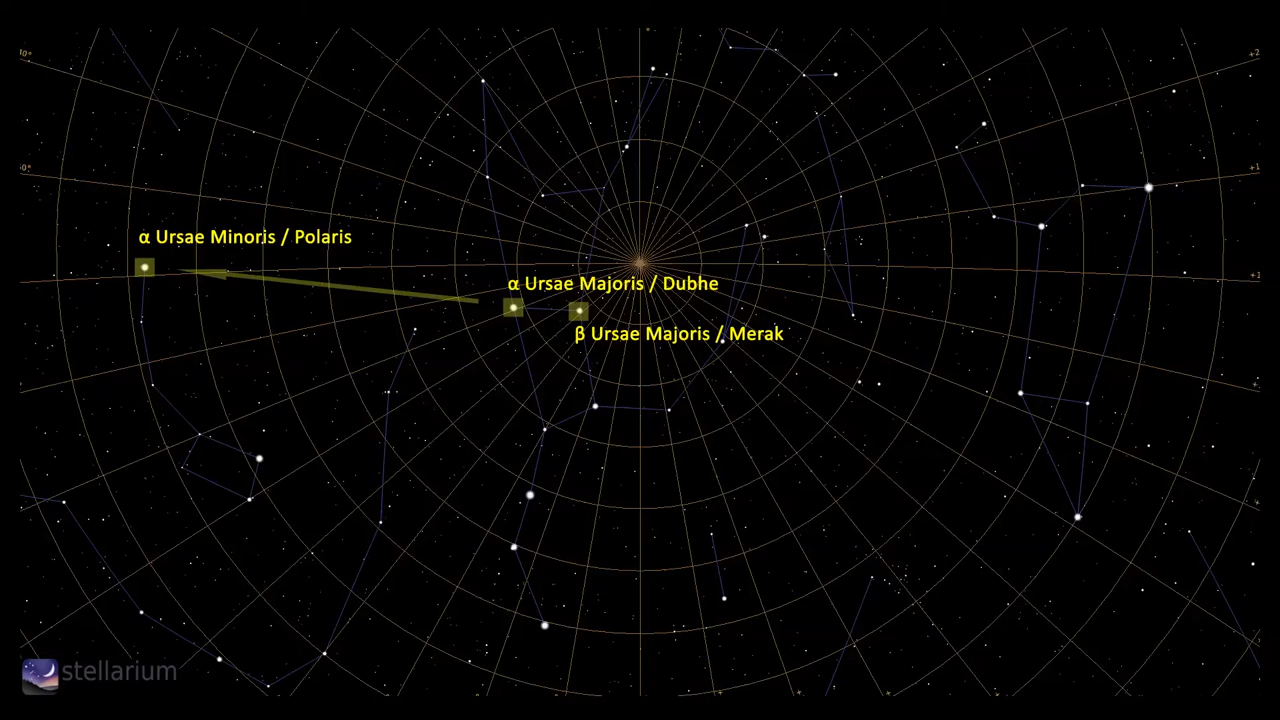 α Ursae Minoris / Polaris
α Ursae Majoris / Dubhe
β Ursae Majoris / Merak
stellarium